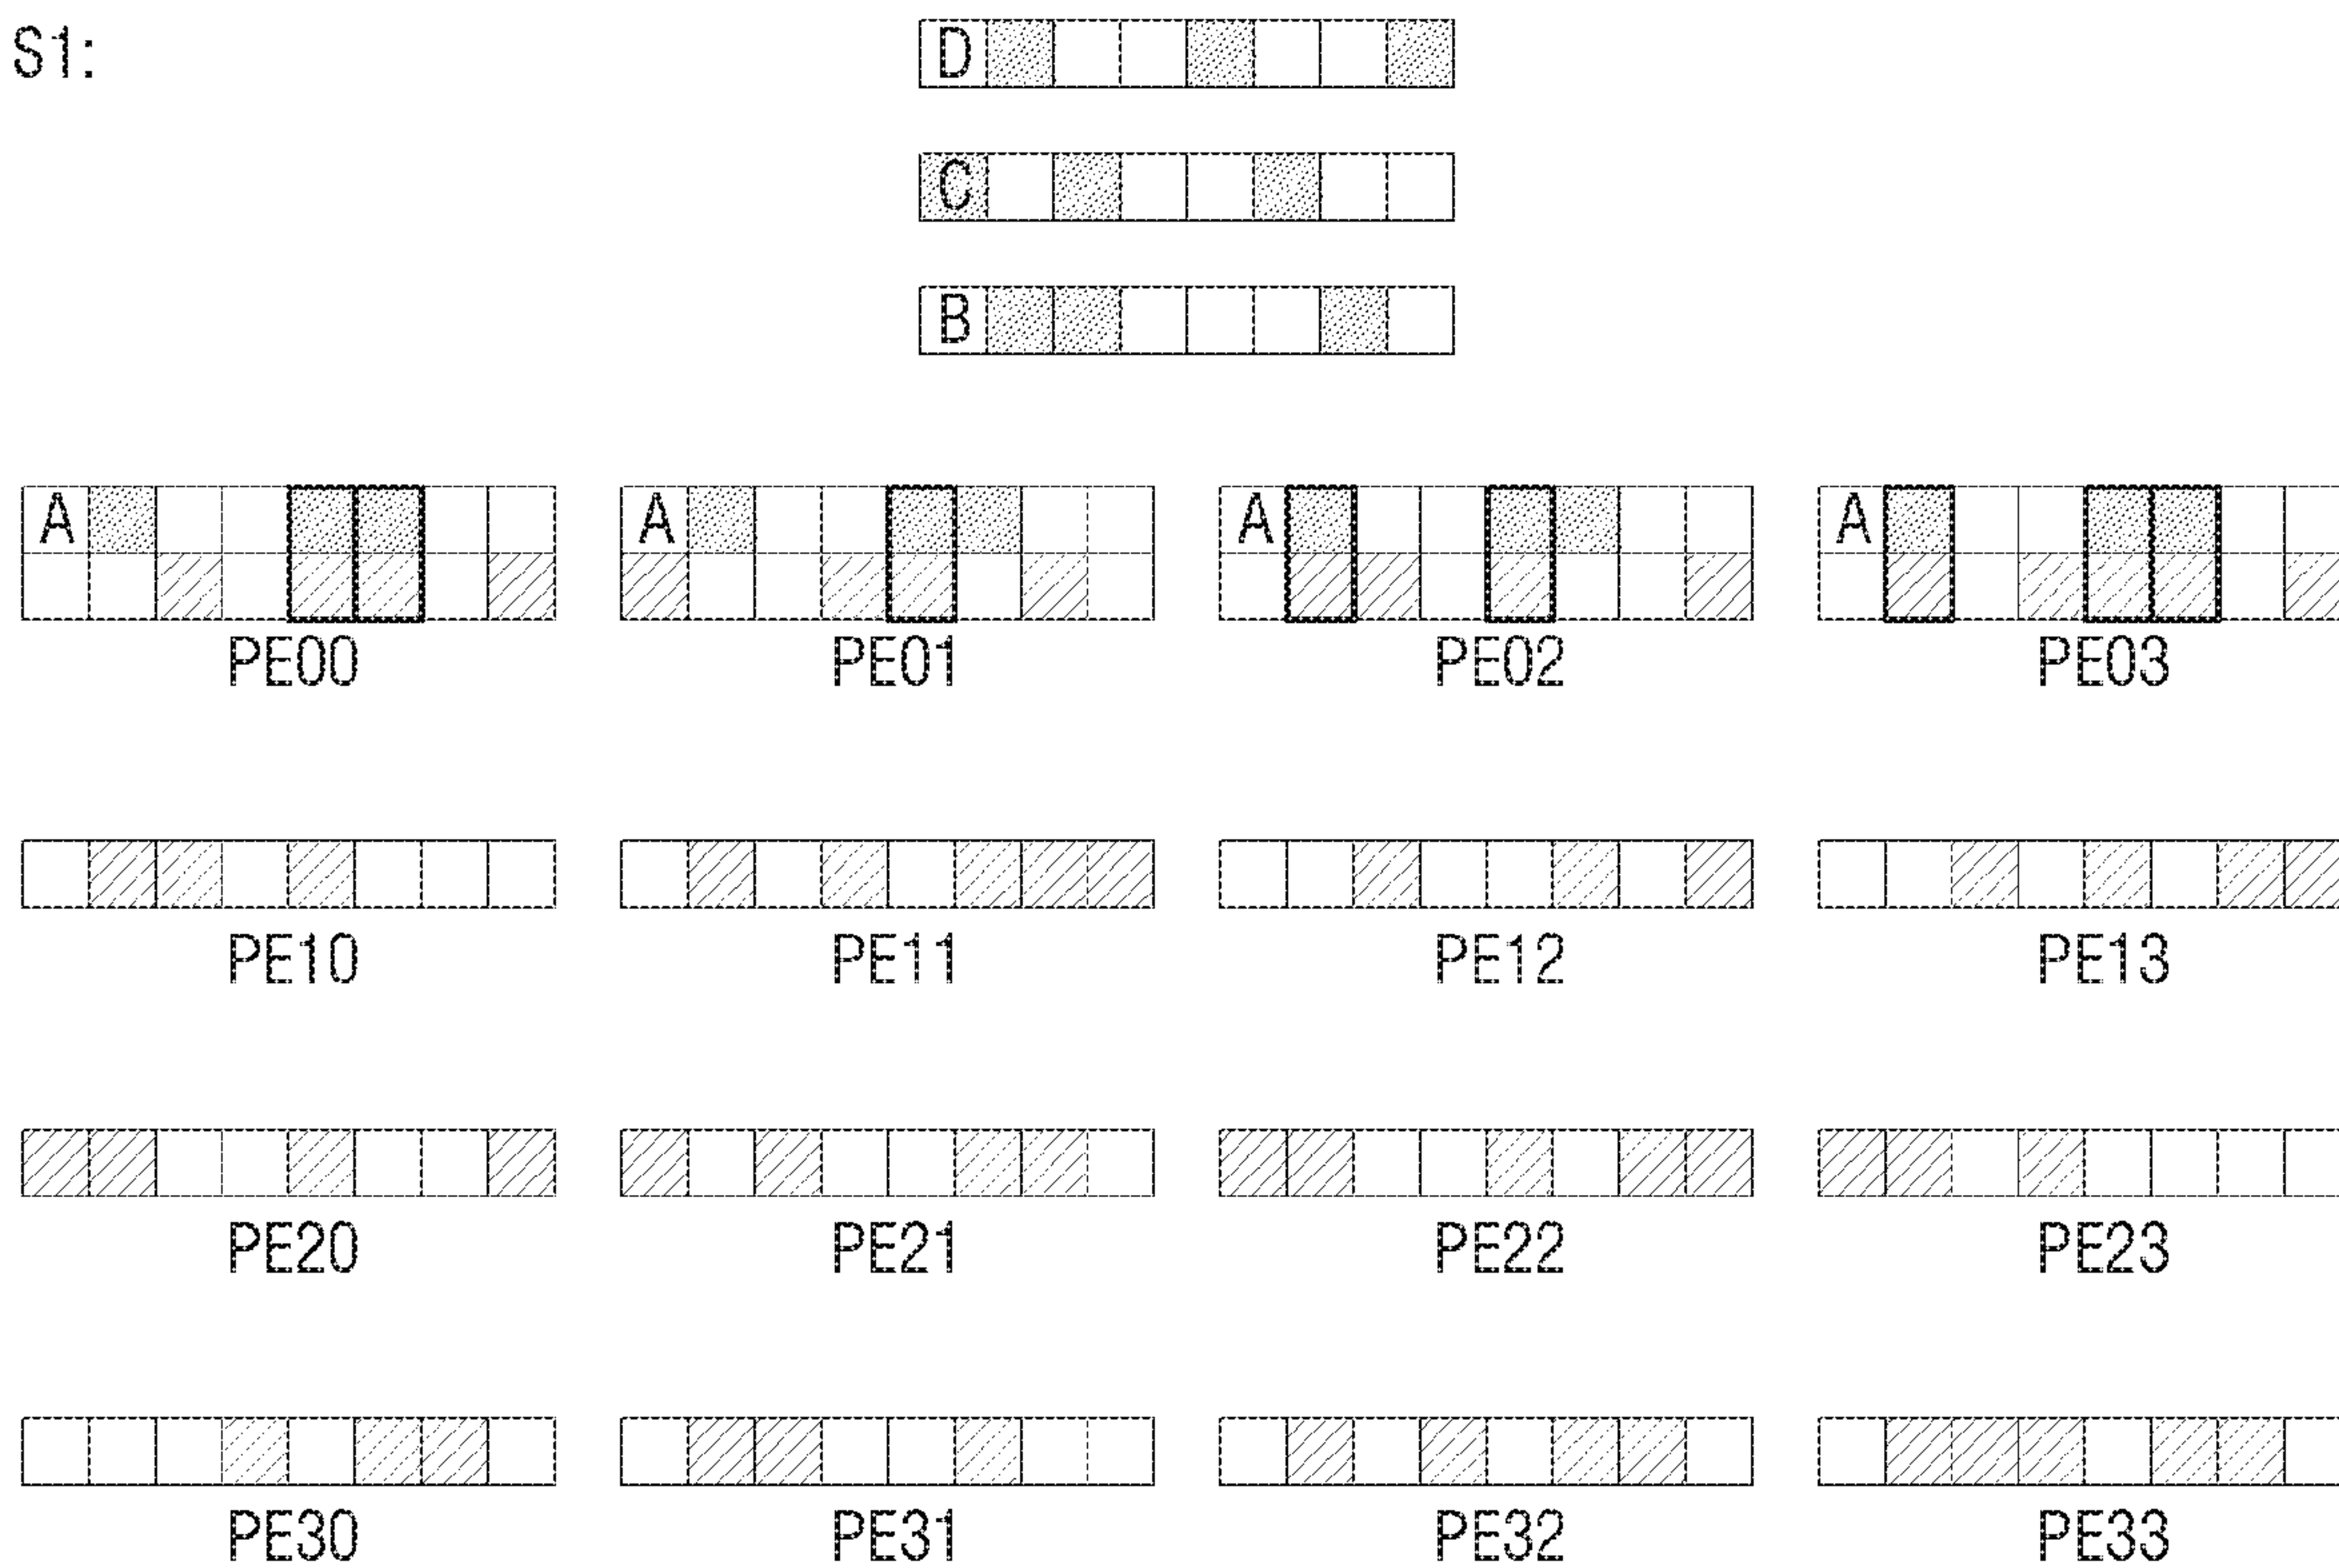 S1:
D
C
B
A A A A
PE00 PE01 PE02 PE03
PE10 PE11 PE12 PE13
PE20 PE21 PE22 PE23
PE30 PE31 PE32 PE33